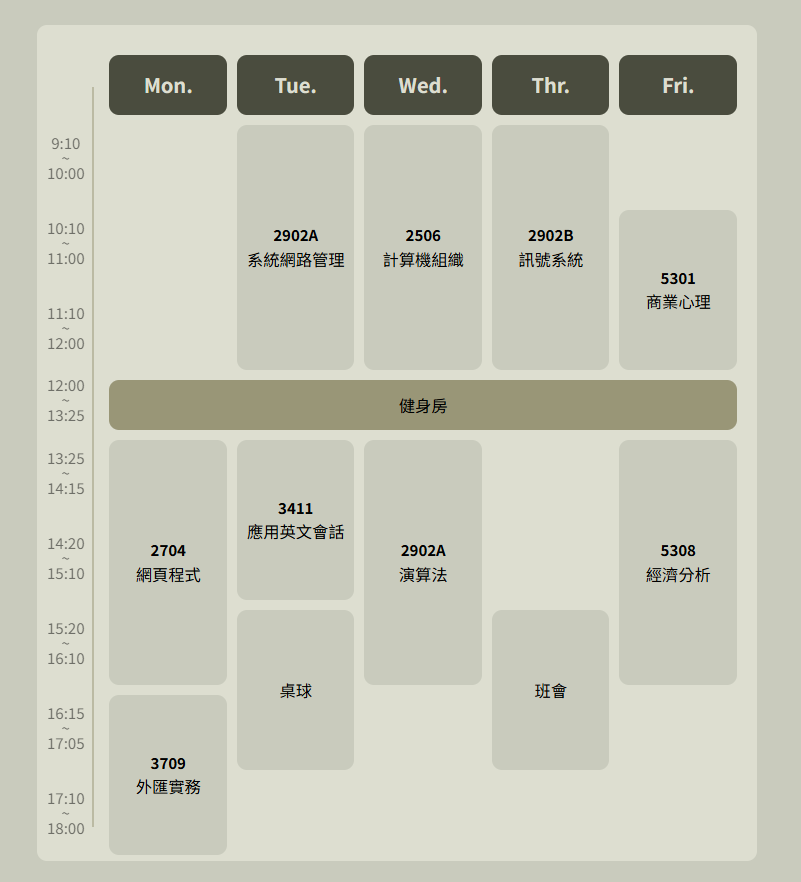 Mon.
Tue.
Wed.
Thr.
Fri.
9:10
~
10:00
2902A
系統網路管理
2506
計算機組織
2902B
訊號系統
10:10
~
11:00
5301
商業心理
11:10
~
12:00
12:00
~
13:25
健身房
13:25
~
14:15
3411
應用英文會話
14:20
~
15:10
2704
網頁程式
2902A
演算法
5308
經濟分析
15:20
~
16:10
桌球
班會
16:15
~
17:05
3709
外匯實務
17:10
~
18:00